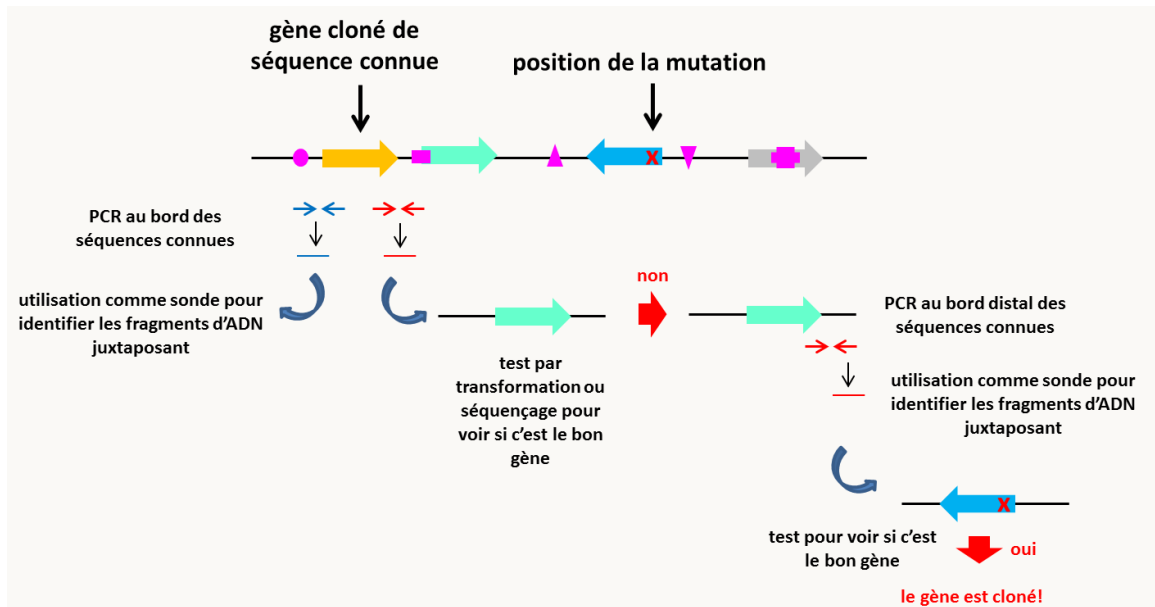 gène cloné de
séquence connue
position de la mutation
X
PCR au bord des
séquences connues
utilisation comme sonde pour
identifier les fragments d'ADN
juxtaposant
test par
transformation ou
séquençage pour
voir si c'est le bon
gène
non
PCR au bord distal des
séquences connues
utilisation comme sonde pour
identifier les fragments d'ADN
juxtaposant
X
test pour voir si c'est
le bon gène
oui
le gène est cloné!